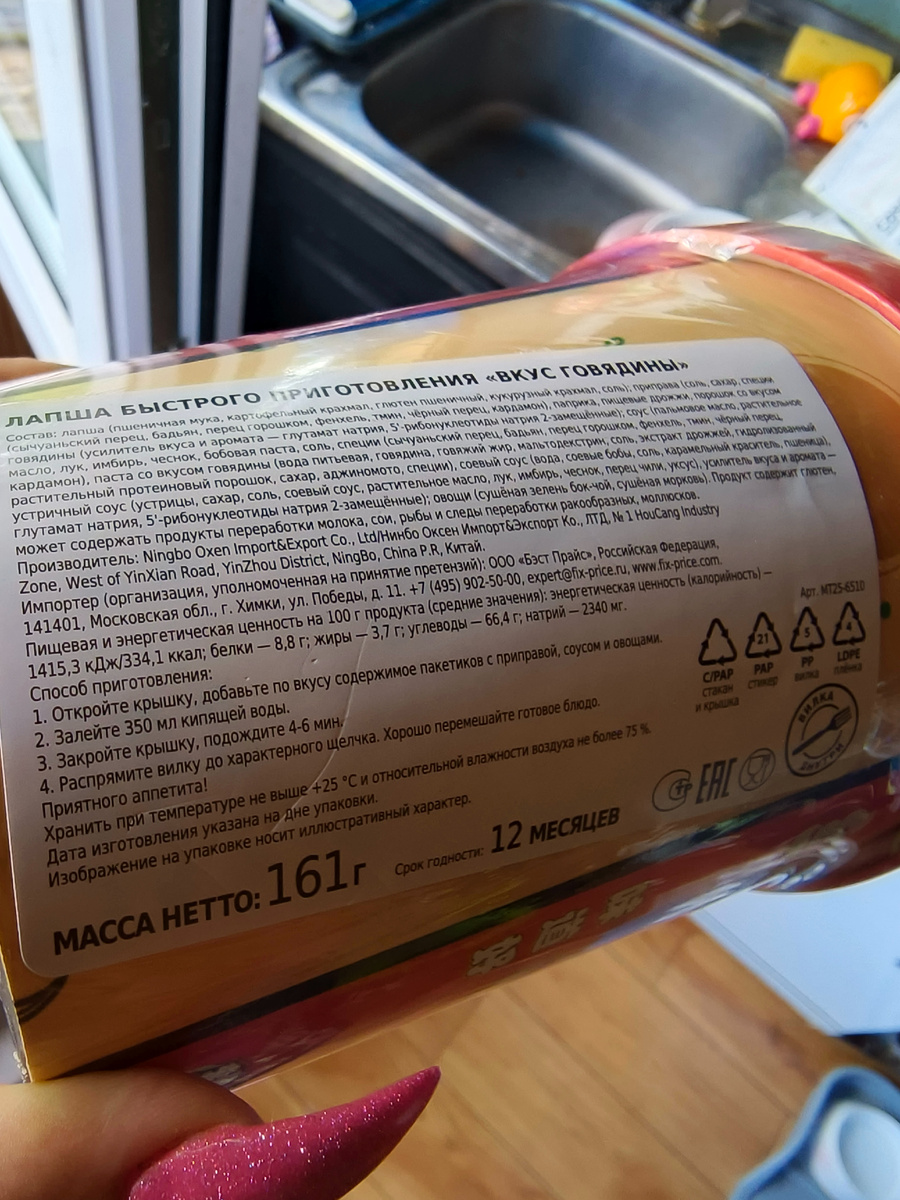 ЛАПША БЫСТРОГО ПРИГОТОВЛЕНИЯ «ВКУС ГОВЯДИНЫ»
Состав: лапша (пшеничная мука, картофельный крахмал, глютен пшеничный, кукурузный крахмал, соль); приправа (соль, сахар, специи
(сычуаньский перец, бадьян, перец горошком, фенхель, тмин, чёрный перец, кардамон), паприка, пищевые дрожжи, порошок со вкусом
говядины (усилитель вкуса и аромата — глутамат натрия, 5'-рибонуклеотиды натрия 2-замещённые); соус (пальмовое масло, растительное
масло, лук, имбирь, чеснок, бобовая паста, соль, специи (сычуаньский перец, бадьян, перец горошком, фенхель, тмин, чёрный перец,
кардамон), паста со вкусом говядины (вода питьевая, говядина, говяжий жир, мальтодекстрин, соль, экстракт дрожжей, гидролизованный
растительный протеиновый порошок, сахар, аджиномото, специи), соевый соус (вода, соевые бобы, соль, карамельный краситель, пшеница),
устричный соус (устрицы, сахар, соль, соевый соус, растительное масло, лук, имбирь, чеснок, перец чили, уксус), усилитель вкуса и аромата —
глутамат натрия, 5'-рибонуклеотиды натрия 2-замещённые); овощи (сушёная зелень бок-чой, сушёная морковь). Продукт содержит глютен,
может содержать продукты переработки молока, сои, рыбы и следы переработки ракообразных, моллюсков.
Производитель: Ningbo Oxen Import&Export Co., Ltd/Нинбо Оксен Импорт&Экспорт Ко., ЛТД, № 1 HouCang Industry
Zone, West of YinXian Road, YinZhou District, NingBo, China P.R, Китай.
Импортер (организация, уполномоченная на принятие претензий): ООО «Бэст Прайс», Российская Федерация,
141401, Московская обл., г. Химки, ул. Победы, д. 11. +7 (495) 902-50-00, expert@fix-price.ru, www.fix-price.com.
Пищевая и энергетическая ценность на 100 г продукта (средние значения): энергетическая ценность (калорийность) —
1415,3 кДж/334,1 ккал; белки — 8,8 г; жиры — 3,7 г; углеводы — 66,4 г; натрий — 2340 мг.
Способ приготовления:
1. Откройте крышку, добавьте по вкусу содержимое пакетиков с приправой, соусом и овощами.
2. Залейте 350 мл кипящей воды.
3. Закройте крышку, подождите 4-6 мин.
4. Распрямите вилку до характерного щелчка. Хорошо перемешайте готовое блюдо.
Приятного аппетита!
Хранить при температуре не выше +25 °С и относительной влажности воздуха не более 75 %.
Дата изготовления указана на дне упаковки.
Изображение на упаковке носит иллюстративный характер.
МАССА НЕТТО: 161г
Срок годности: 12 МЕСЯЦЕВ
Арт. MT25-6510
21
5
4
C/PAP
стакан
и крышка
PAP
стикер
PP
вилка
LDPE
плёнка
ВИЛКА
ВНУТРИ
ЕАС